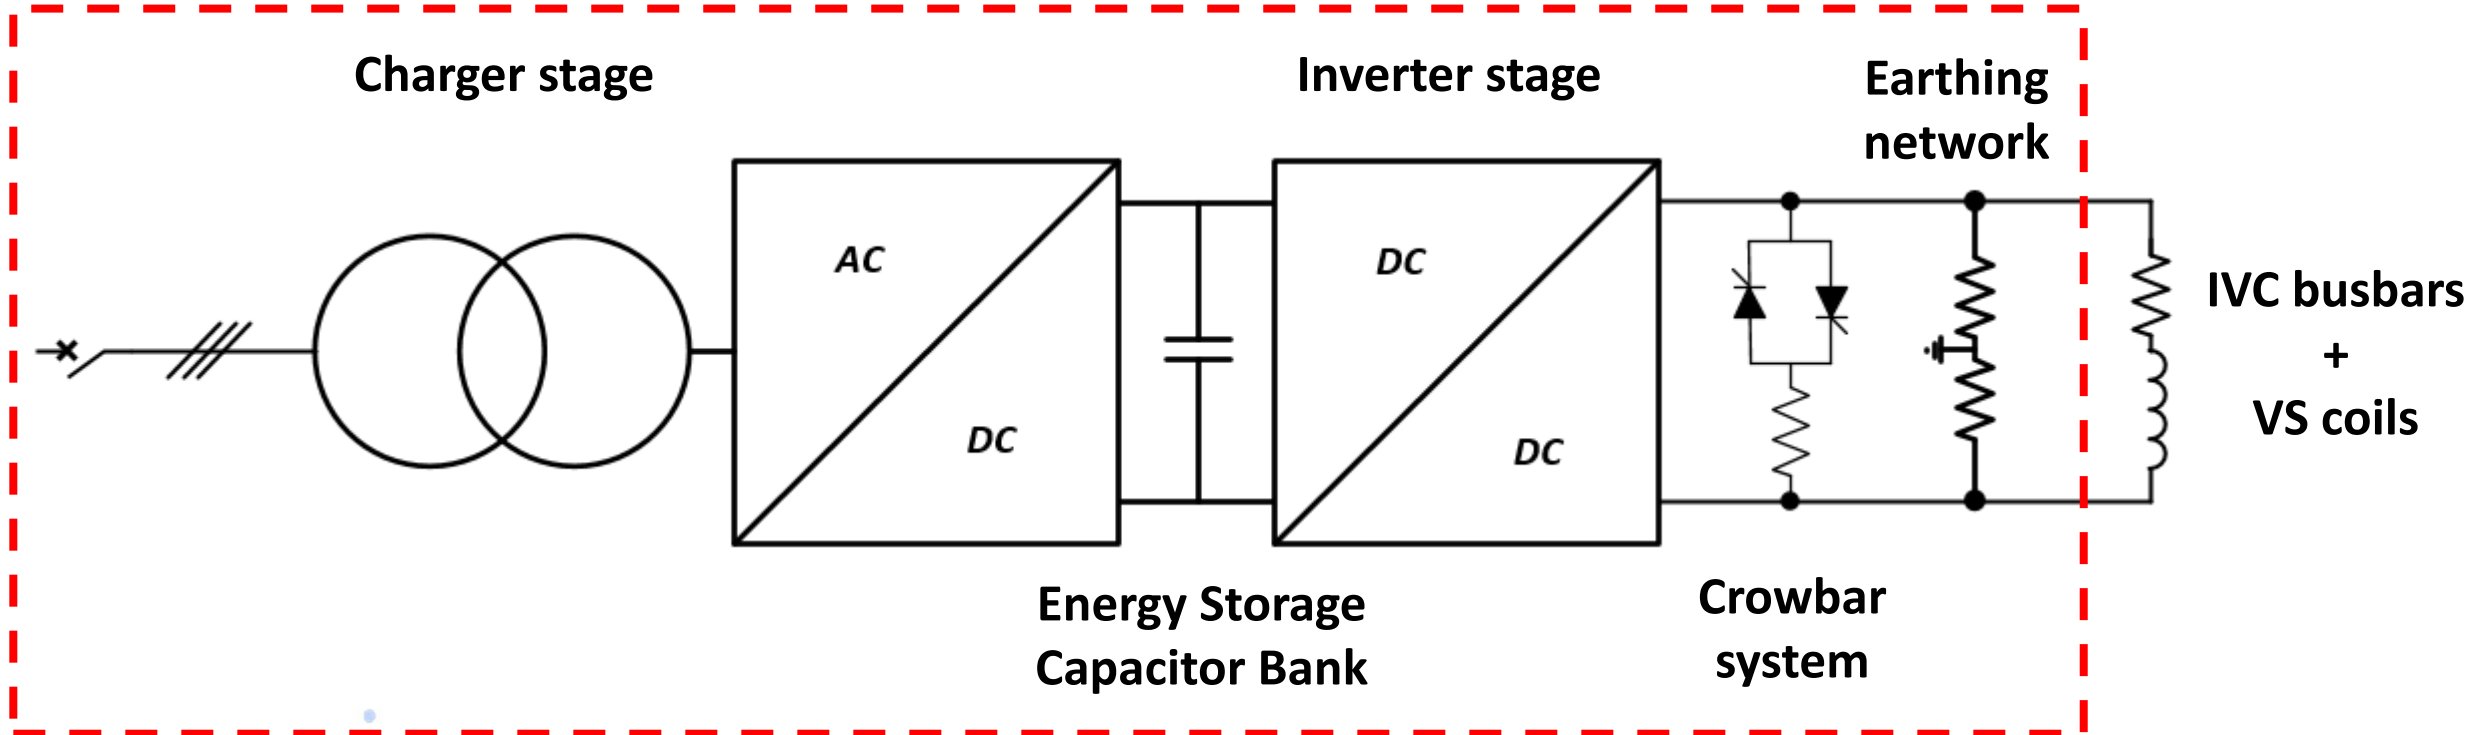 Charger stage
Inverter stage
Earthing
network
AC
DC
DC
DC
IVC busbars
+
VS coils
Energy Storage
Capacitor Bank
Crowbar
system